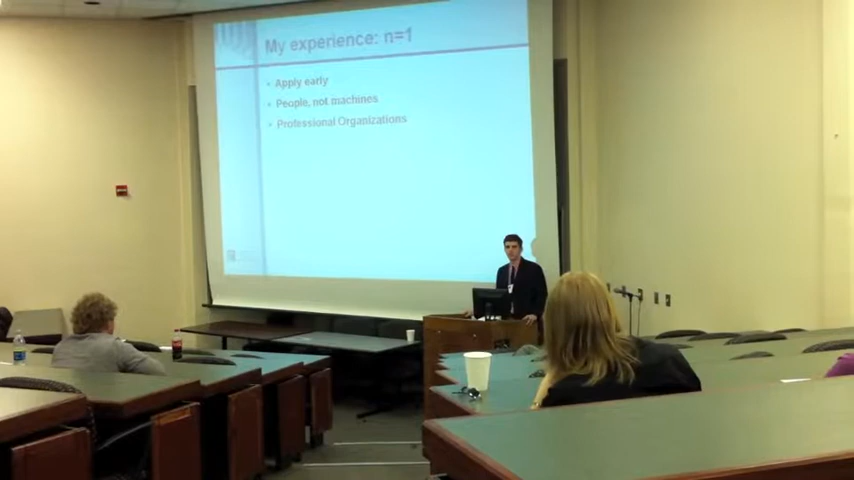 My experience: n=1
• Apply early
• People, not machines
• Professional Organizations